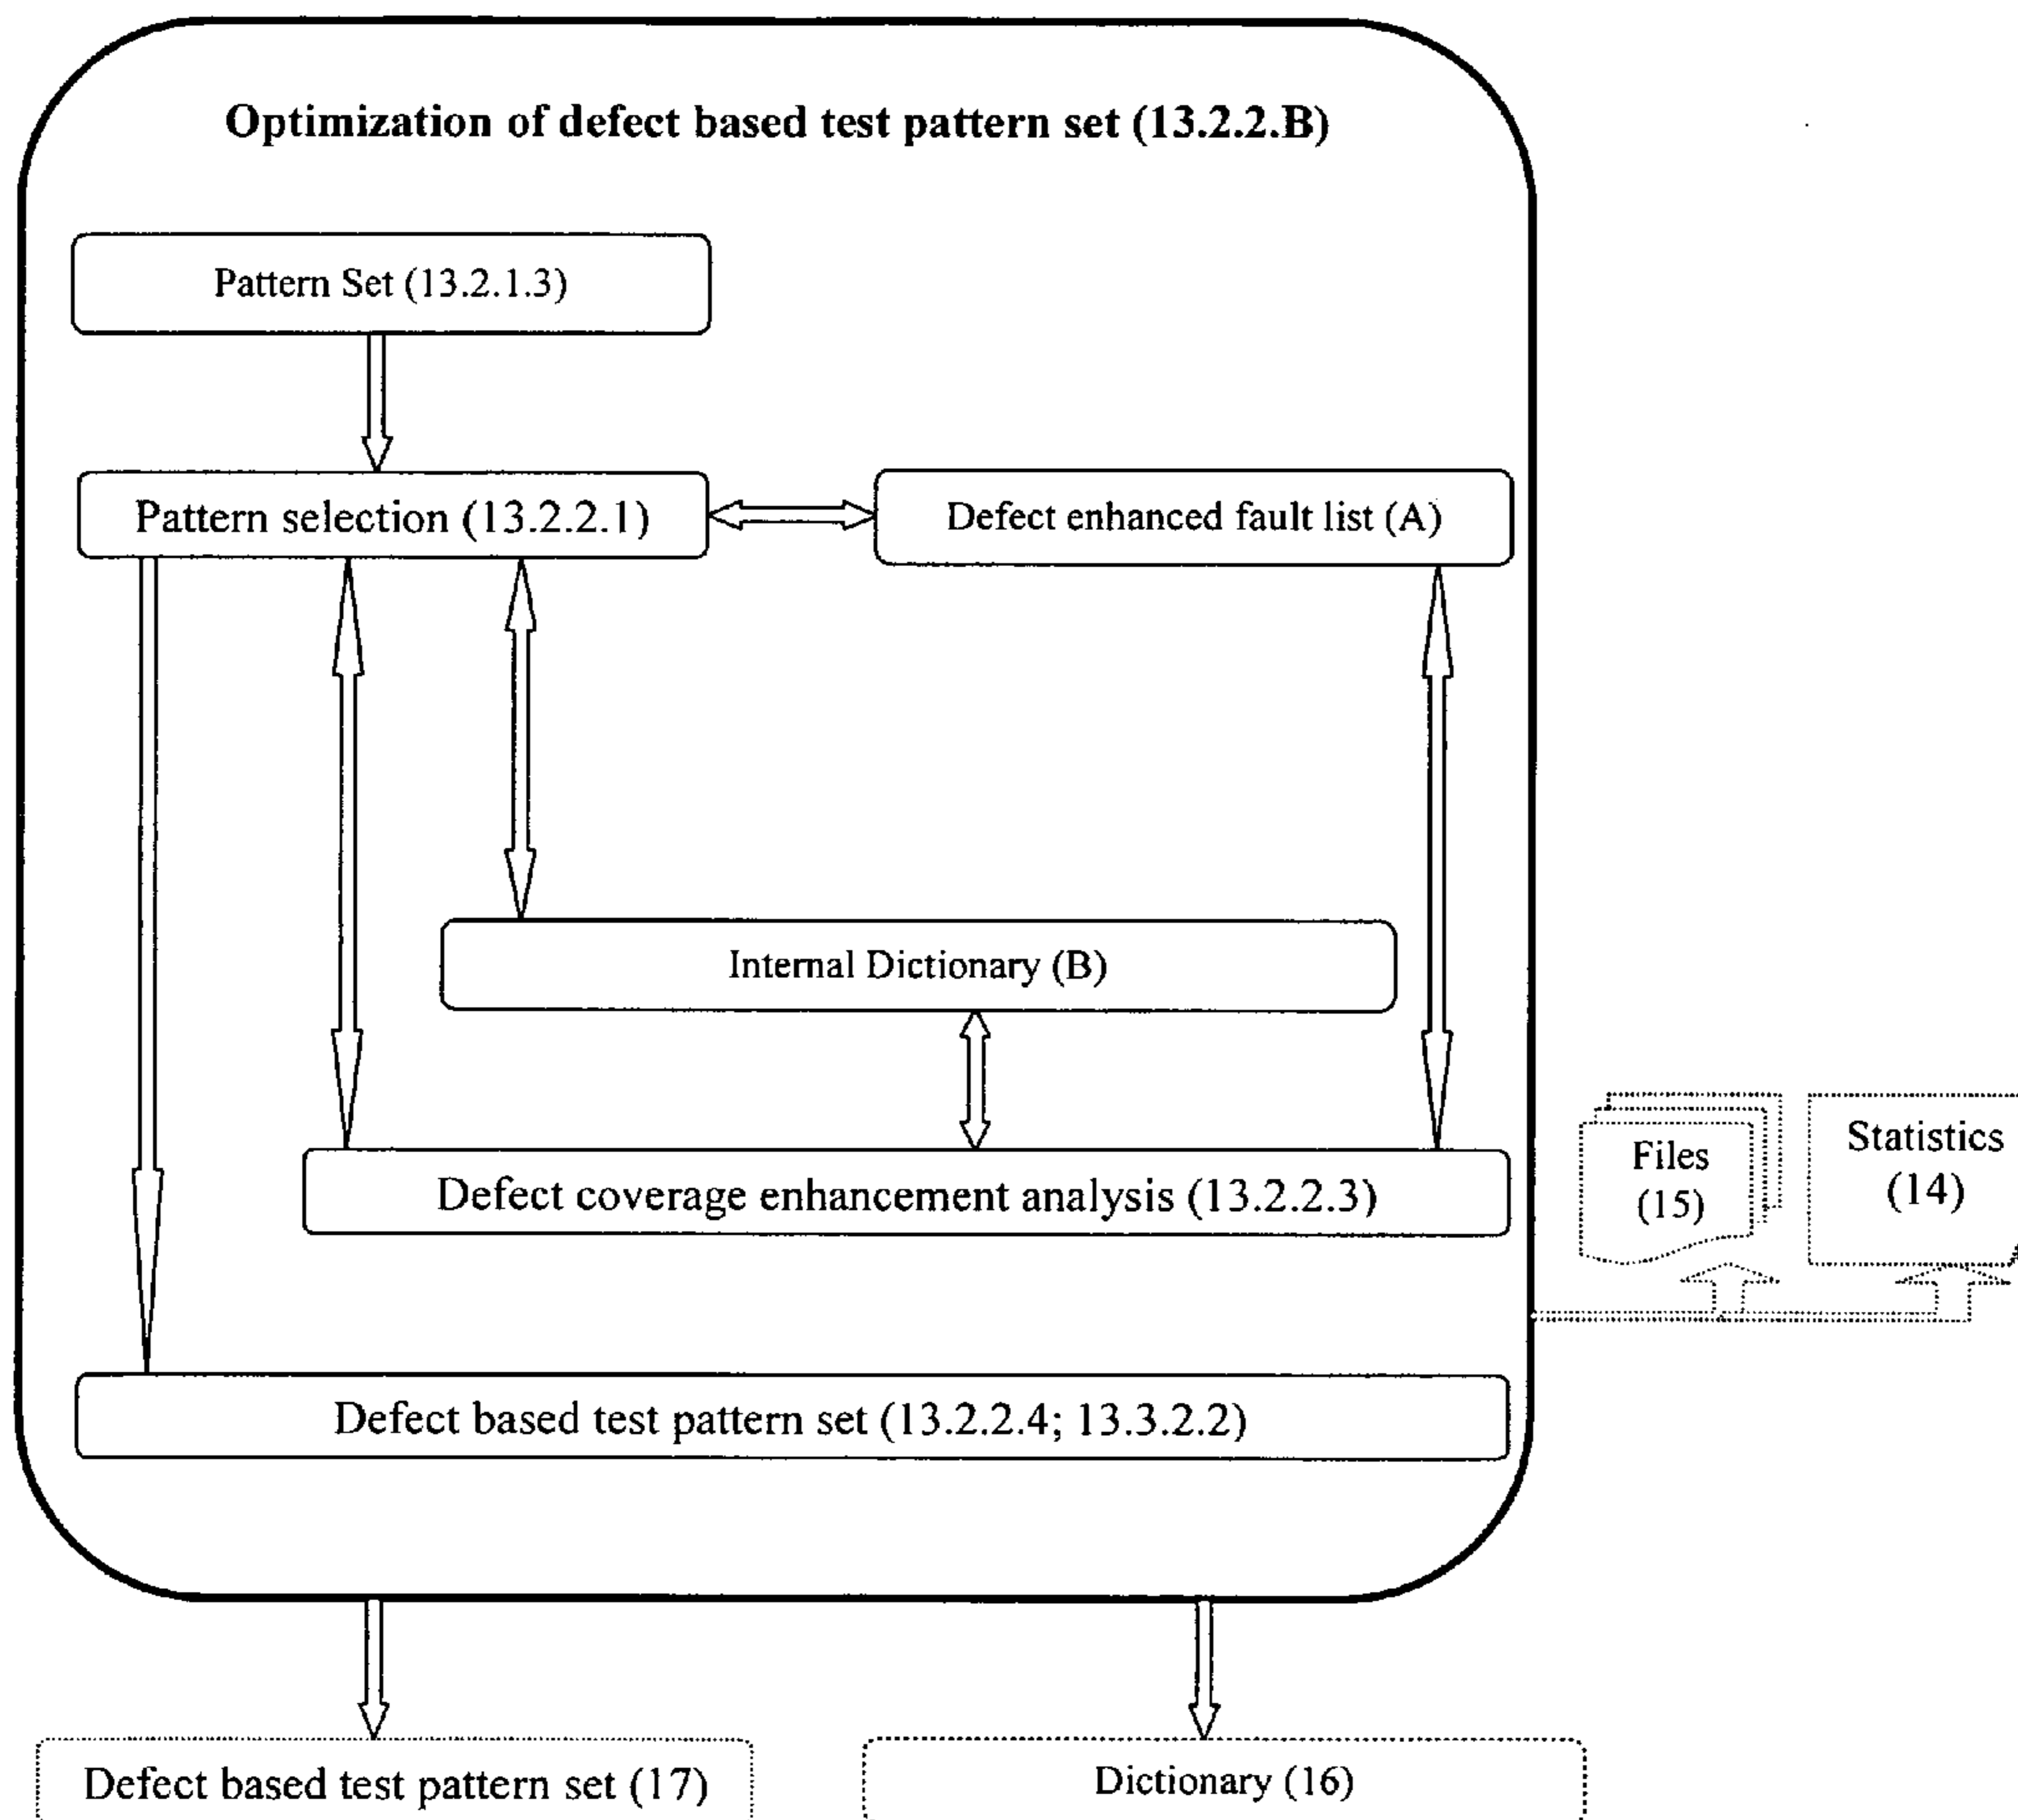 Optimization of defect based test pattern set (13.2.2.B)
Pattern Set (13.2.1.3)
Pattern selection (13.2.2.1)
Defect enhanced fault list (A)
Internal Dictionary (B)
Files
(15)
Statistics
(14)
Defect coverage enhancement analysis (13.2.2.3)
Defect based test pattern set (13.2.2.4; 13.3.2.2)
Defect based test pattern set (17)
Dictionary (16)